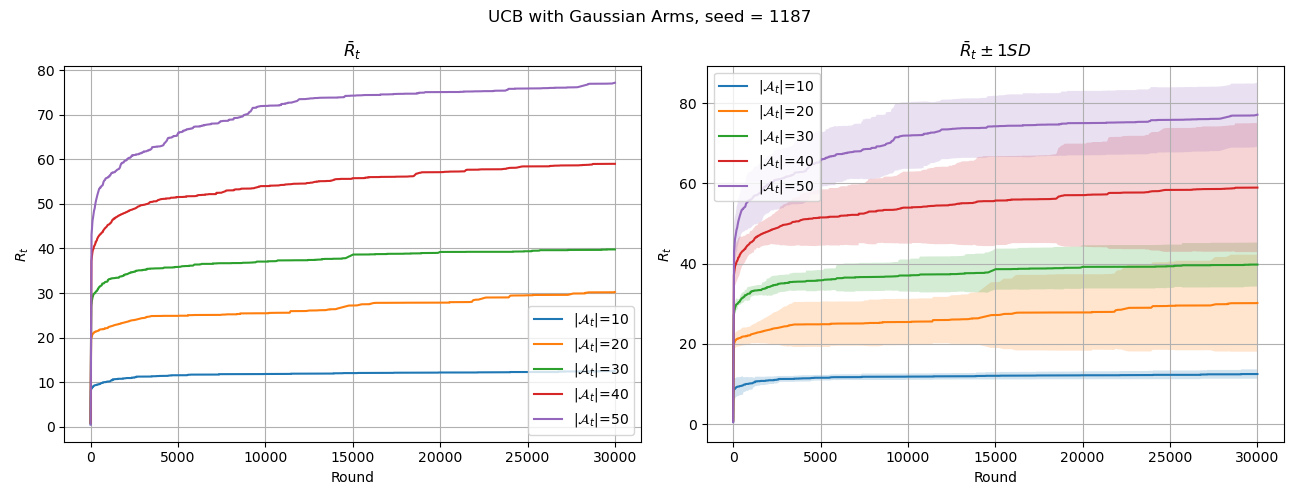 UCB with Gaussian Arms, seed = 1187
R̄ₜ
80
70
60
50
40
30
20
10
0
Rₜ
0 5000 10000 15000 20000 25000 30000
Round
|𝒜ₜ|=10
|𝒜ₜ|=20
|𝒜ₜ|=30
|𝒜ₜ|=40
|𝒜ₜ|=50
R̄ₜ ± 1SD
80
60
40
20
0
Rₜ
0 5000 10000 15000 20000 25000 30000
Round
|𝒜ₜ|=10
|𝒜ₜ|=20
|𝒜ₜ|=30
|𝒜ₜ|=40
|𝒜ₜ|=50